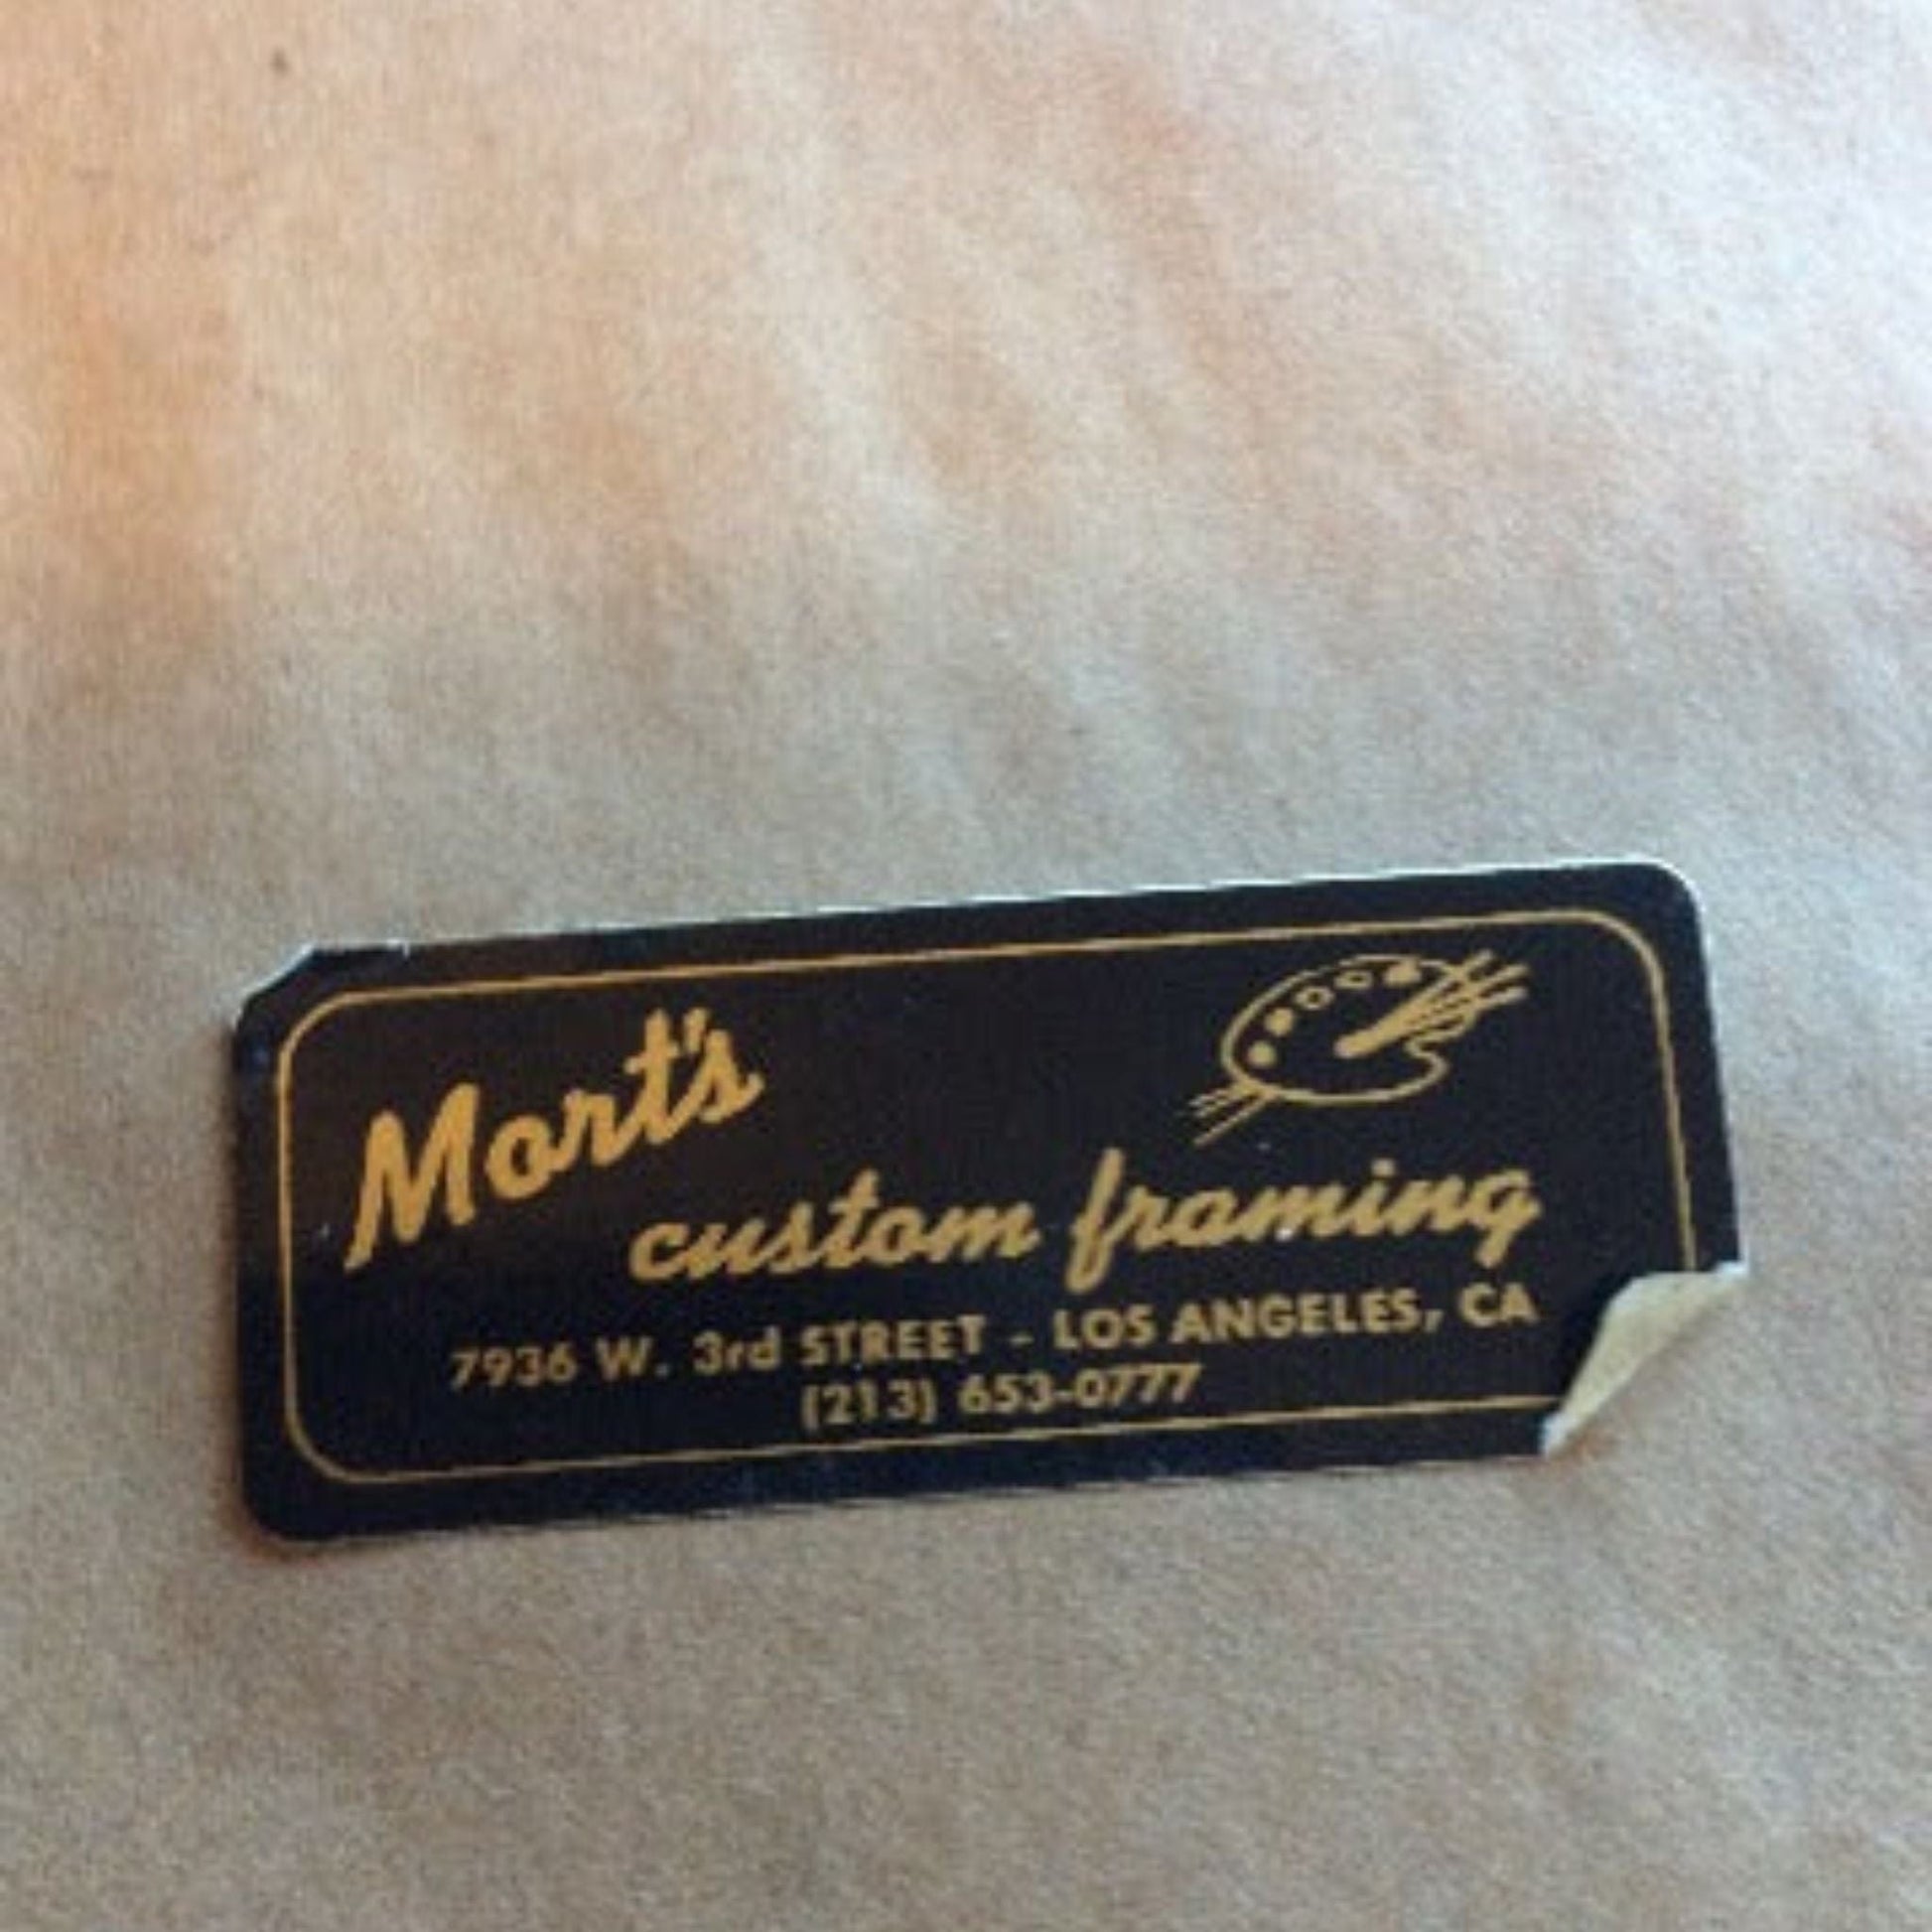 Mort's
custom framing
7936 W. 3rd STREET - LOS ANGELES, CA
(213) 653-0777